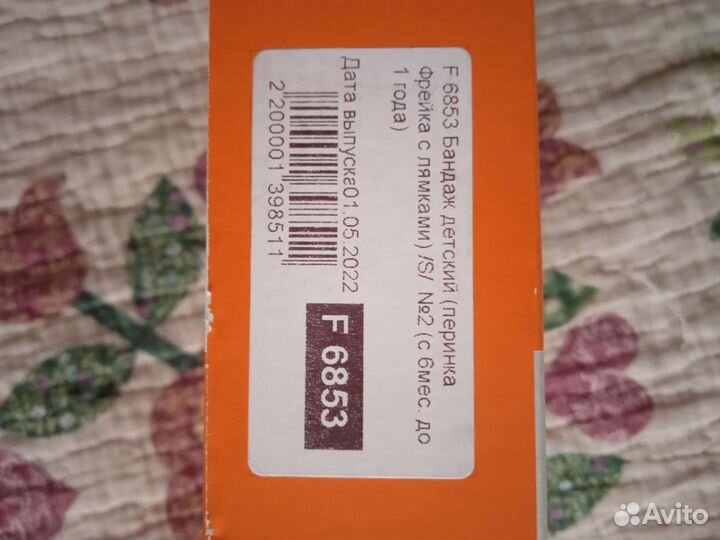 F 6853 Бандаж детский (перинка
Фрейка с лямками) /S/ №2 (с 6мес. до
1 года)
Дата выпуска01.05.2022
2 200001 398511
F 6853
Avito